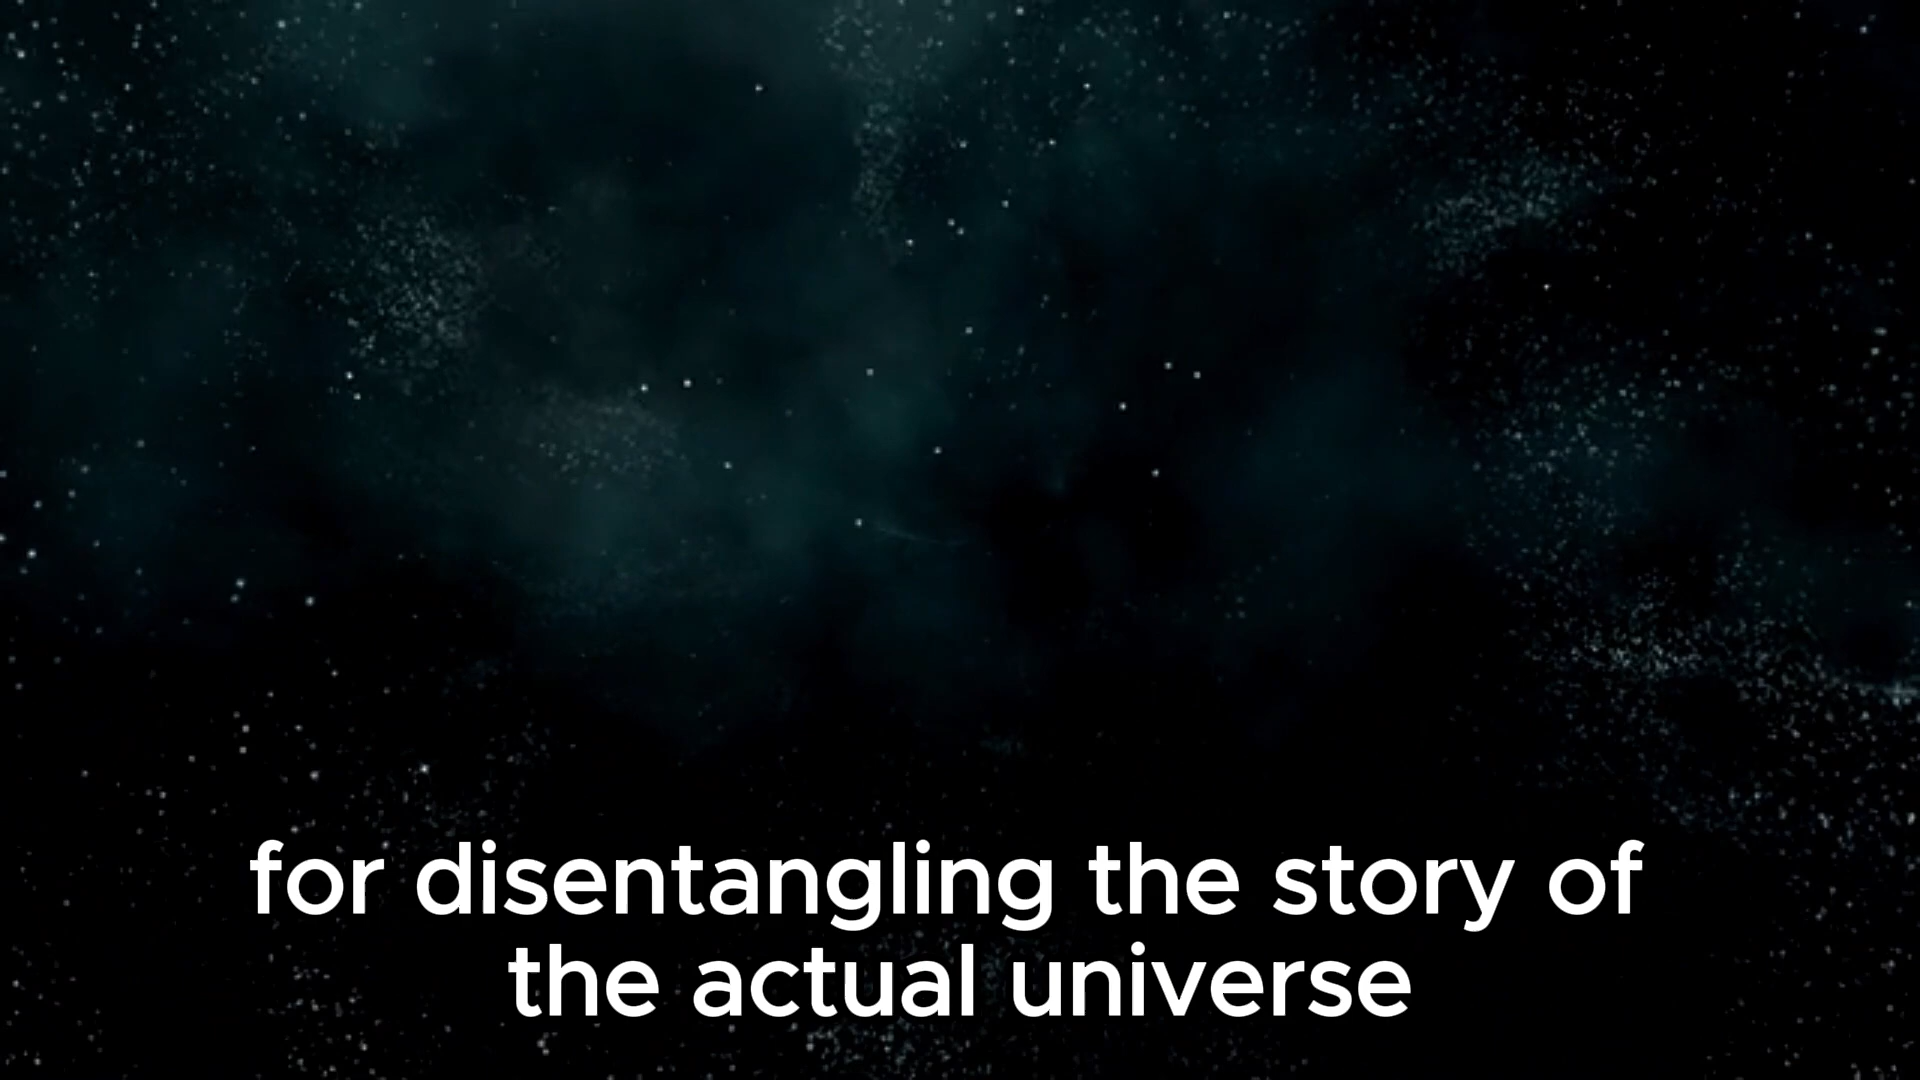 for disentangling the story of
the actual universe